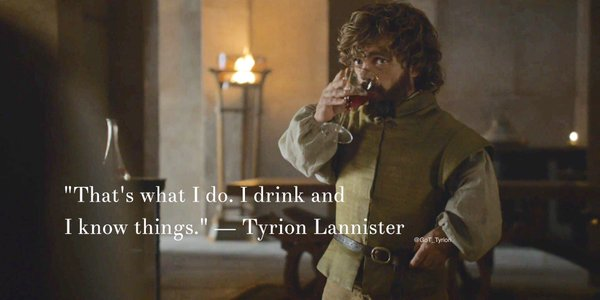 "That's what I do. I drink and
I know things." — Tyrion Lannister
@GoT_Tyrion